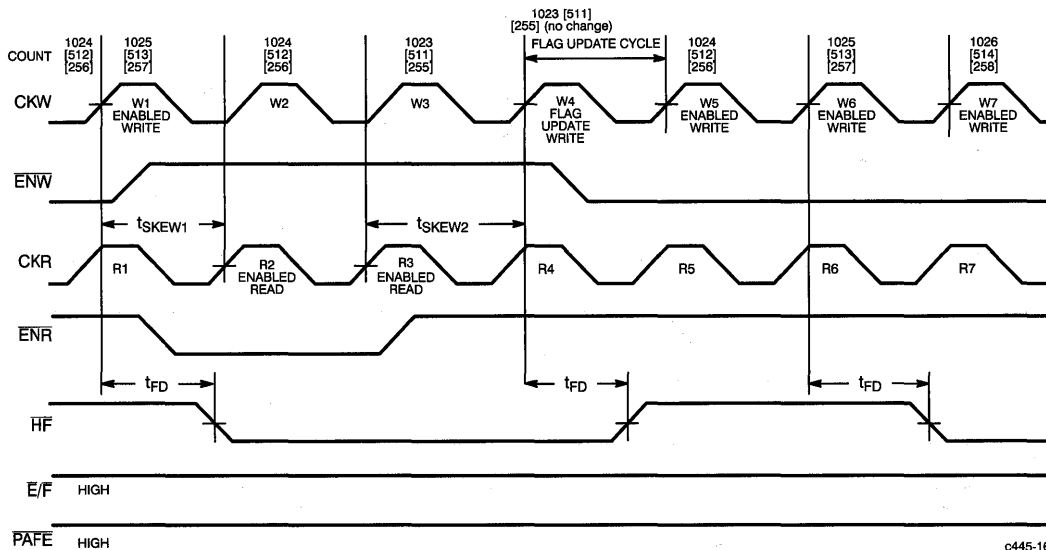 1023 [511]
[255] (no change)
COUNT
1024
[512]
[256]
1025
[513]
[257]
1024
[512]
[256]
1023
[511]
[255]
FLAG UPDATE CYCLE
1024
[512]
[256]
1025
[513]
[257]
1026
[514]
[258]
CKW
W1
ENABLED
WRITE
W2
W3
W4
FLAG
UPDATE
WRITE
W5
ENABLED
WRITE
W6
ENABLED
WRITE
W7
ENABLED
WRITE
ENW
tSKEW1
tSKEW2
CKR
R1
R2
ENABLED
READ
R3
ENABLED
READ
R4
R5
R6
R7
ENR
tFD
tFD
tFD
HF
E/F HIGH
PAFE HIGH
c445-16